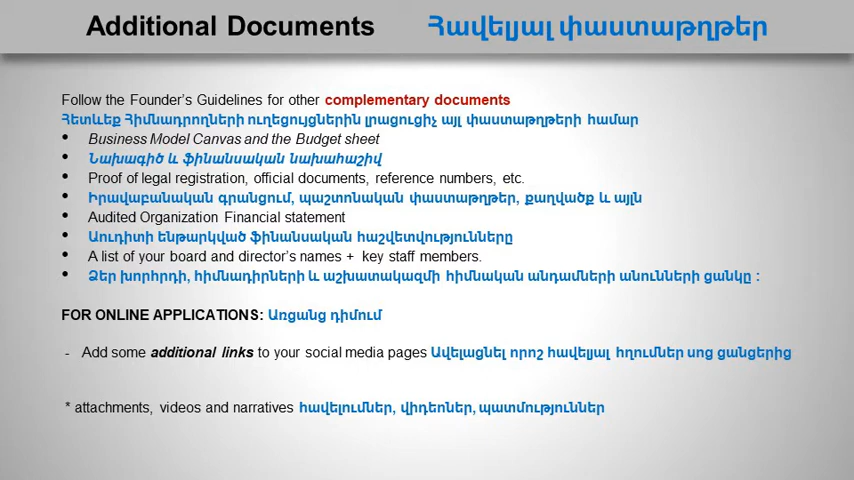 Additional Documents Հավելյալ փաստաթղթեր
Follow the Founder's Guidelines for other complementary documents
Հետևեք Հիմնադրողների ուղեցույցներին լրացուցիչ այլ փաստաթղթերի համար
• Business Model Canvas and the Budget sheet
• Նախագիծ և ֆինանսական նախահաշիվ
• Proof of legal registration, official documents, reference numbers, etc.
• Իրավաբանական գրանցում, պաշտոնական փաստաթղթեր, քաղվածք և այլն
• Audited Organization Financial statement
• Աուդիտի ենթարկված ֆինանսական հաշվետվությունները
• A list of your board and director's names + key staff members.
• Ձեր խորհրդի, հիմնադիրների և աշխատակազմի հիմնական անդամների անունների ցանկը :
FOR ONLINE APPLICATIONS: Առցանց դիմում
- Add some additional links to your social media pages Ավելացնել որոշ հավելյալ հղումներ սոց ցանցերից
* attachments, videos and narratives հավելումներ, վիդեոներ, պատմություններ